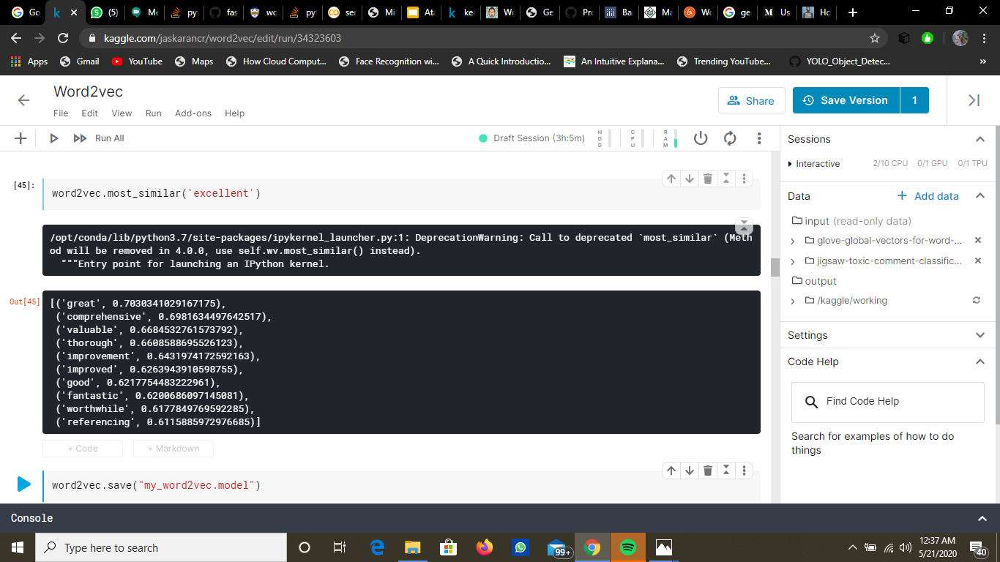 Go
(5)
Me
py
fas
wo
py
ser
Mi
Ata
ker
Wo
Ge
Pro
Bar
Ma
Wo
ge
Us
Ho
kaggle.com/jaskarancr/word2vec/edit/run/34323603
Apps
Gmail
YouTube
Maps
How Cloud Comput...
Face Recognition wi...
A Quick Introductio...
An Intuitive Explana...
Trending YouTube...
YOLO_Object_Detec...
»
Word2vec
File Edit View Run Add-ons Help
Share
Save Version 1
Run All
Draft Session (3h:5m)
HDD
CPU
RAM
[45]:
word2vec.most_similar('excellent')
/opt/conda/lib/python3.7/site-packages/ipykernel_launcher.py:1: DeprecationWarning: Call to deprecated `most_similar` (Meth
od will be removed in 4.0.0, use self.wv.most_similar() instead).
"""Entry point for launching an IPython kernel.
Out[45]
[('great', 0.7030341029167175),
('comprehensive', 0.6981634497642517),
('valuable', 0.6684532761573792),
('thorough', 0.6608588695526123),
('improvement', 0.6431974172592163),
('improved', 0.6263943910598755),
('good', 0.6217754483222961),
('fantastic', 0.6200686097145081),
('worthwhile', 0.6177849769592285),
('referencing', 0.6115885972976685)]
+ Code
+ Markdown
word2vec.save("my_word2vec.model")
Sessions
Interactive 2/10 CPU 0/1 GPU 0/1 TPU
Data
+ Add data
input (read-only data)
glove-global-vectors-for-word-...
jigsaw-toxic-comment-classific...
output
/kaggle/working
Settings
Code Help
Find Code Help
Search for examples of how to do
things
Console
Type here to search
99+
12:37 AM
5/21/2020
40